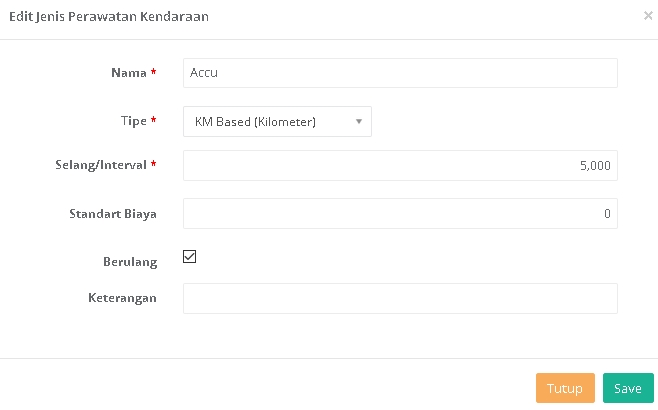 Edit Jenis Perawatan Kendaraan ×
Nama * Accu
Tipe * KM Based (Kilometer)
Selang/Interval * 5,000
Standart Biaya 0
Berulang
Keterangan
Tutup Save